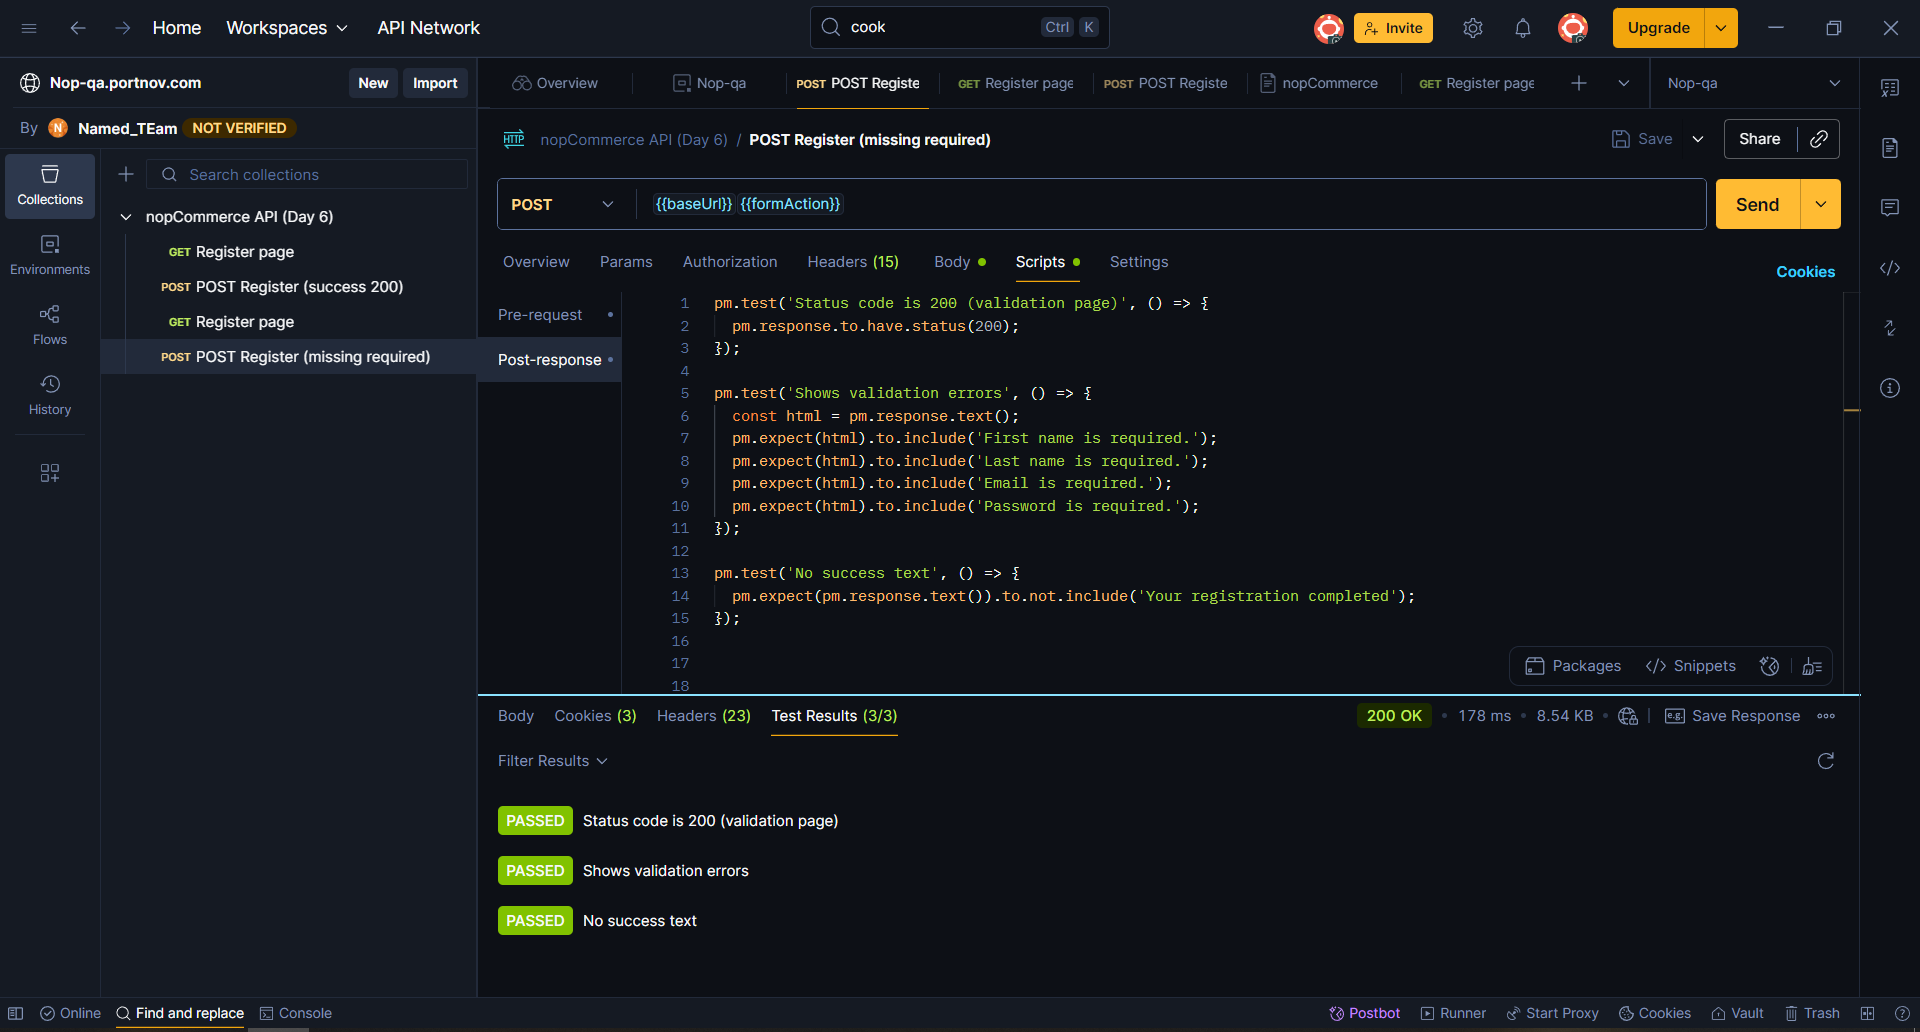 Home
Workspaces
API Network
cook
Ctrl
K
Invite
Upgrade
Nop-qa.portnov.com
New
Import
By
N
Named_TEam
NOT VERIFIED
Overview
Nop-qa
POST POST Registe
GET Register page
POST POST Registe
nopCommerce
GET Register page
Nop-qa
HTTP
nopCommerce API (Day 6) / POST Register (missing required)
Save
Share
Collections
Environments
Flows
History
Search collections
nopCommerce API (Day 6)
GET Register page
POST POST Register (success 200)
GET Register page
POST POST Register (missing required)
POST
{{baseUrl}} {{formAction}}
Send
Overview
Params
Authorization
Headers (15)
Body
Scripts
Settings
Cookies
Pre-request
Post-response
1 pm.test('Status code is 200 (validation page)', () => {
2 pm.response.to.have.status(200);
3 });
4
5 pm.test('Shows validation errors', () => {
6 const html = pm.response.text();
7 pm.expect(html).to.include('First name is required.');
8 pm.expect(html).to.include('Last name is required.');
9 pm.expect(html).to.include('Email is required.');
10 pm.expect(html).to.include('Password is required.');
11 });
12
13 pm.test('No success text', () => {
14 pm.expect(pm.response.text()).to.not.include('Your registration completed');
15 });
16
17
18
Packages
Snippets
Body
Cookies (3)
Headers (23)
Test Results (3/3)
200 OK
178 ms
8.54 KB
e.g.
Save Response
Filter Results
PASSED Status code is 200 (validation page)
PASSED Shows validation errors
PASSED No success text
Online
Find and replace
Console
Postbot
Runner
Start Proxy
Cookies
Vault
Trash